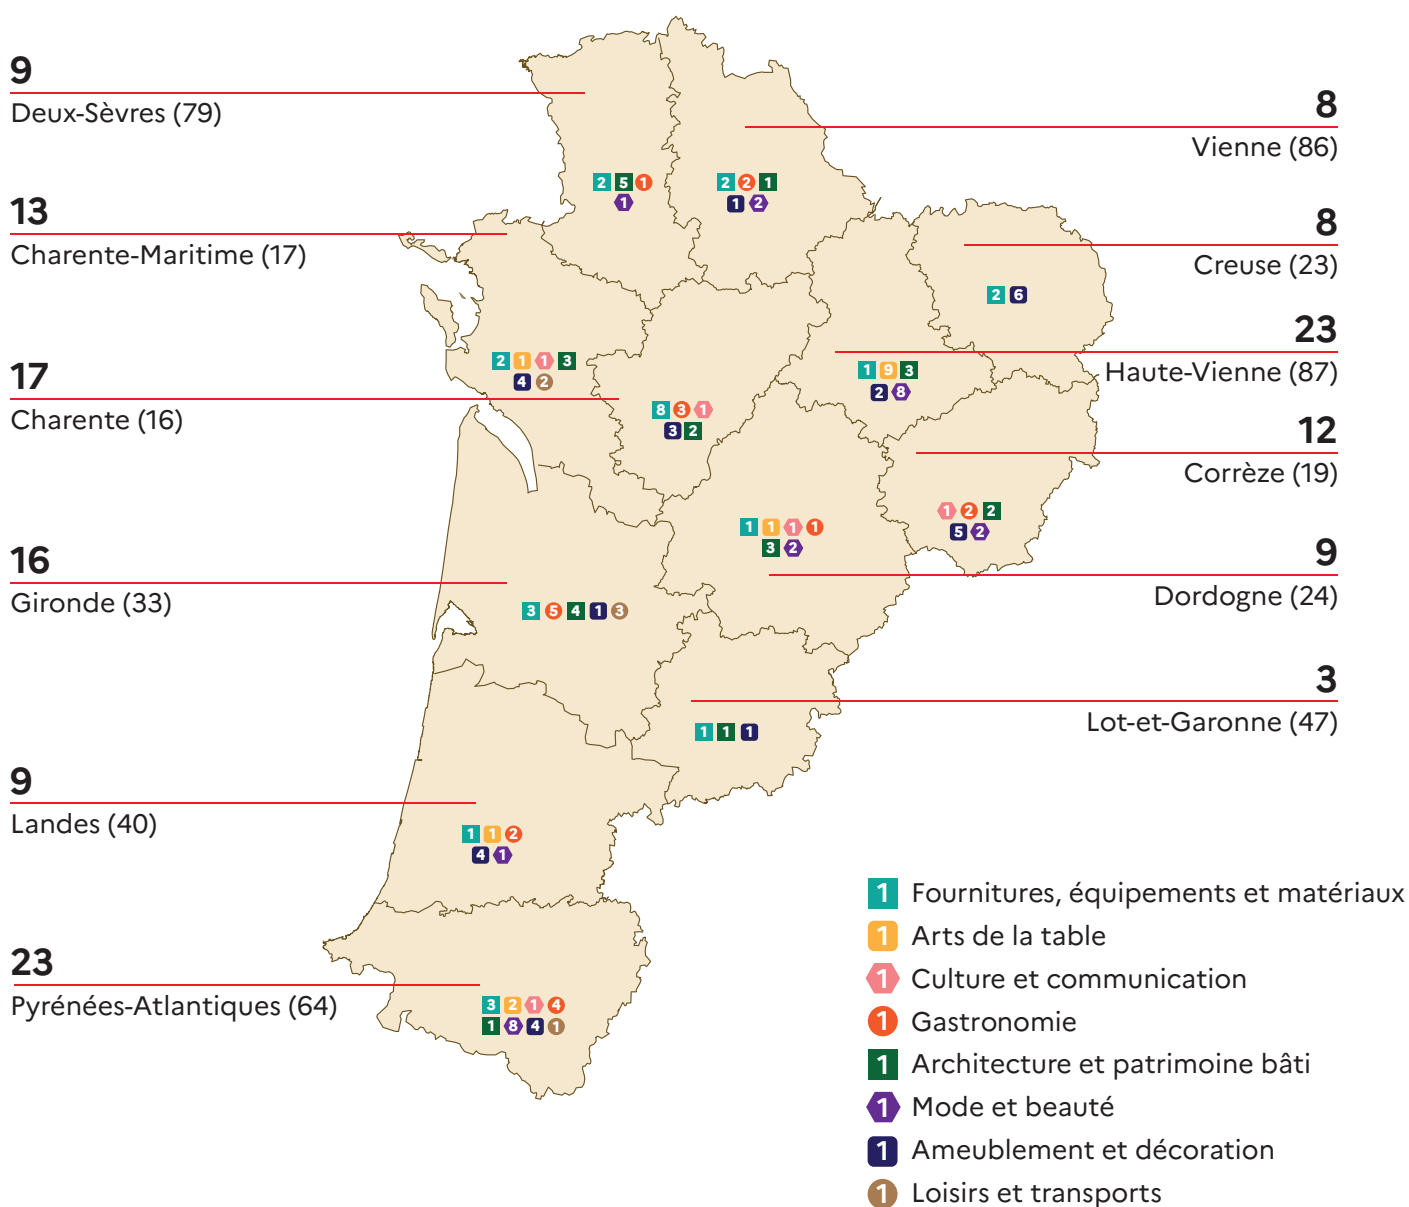 9
Deux-Sèvres (79)
8
Vienne (86)
2 5 1
1
2 2 1
1 2
13
Charente-Maritime (17)
8
Creuse (23)
2 6
23
Haute-Vienne (87)
2 1 1 3
4 2
1 9 3
2 8
17
Charente (16)
8 3 1
3 2
12
Corrèze (19)
1 2 2
5 2
1 1 1 1
3 2
9
Dordogne (24)
16
Gironde (33)
3 5 4 1 3
3
Lot-et-Garonne (47)
1 1 1
9
Landes (40)
1 1 2
4 1
23
Pyrénées-Atlantiques (64)
3 2 1 4
1 8 4 1
1 Fournitures, équipements et matériaux
1 Arts de la table
1 Culture et communication
1 Gastronomie
1 Architecture et patrimoine bâti
1 Mode et beauté
1 Ameublement et décoration
1 Loisirs et transports